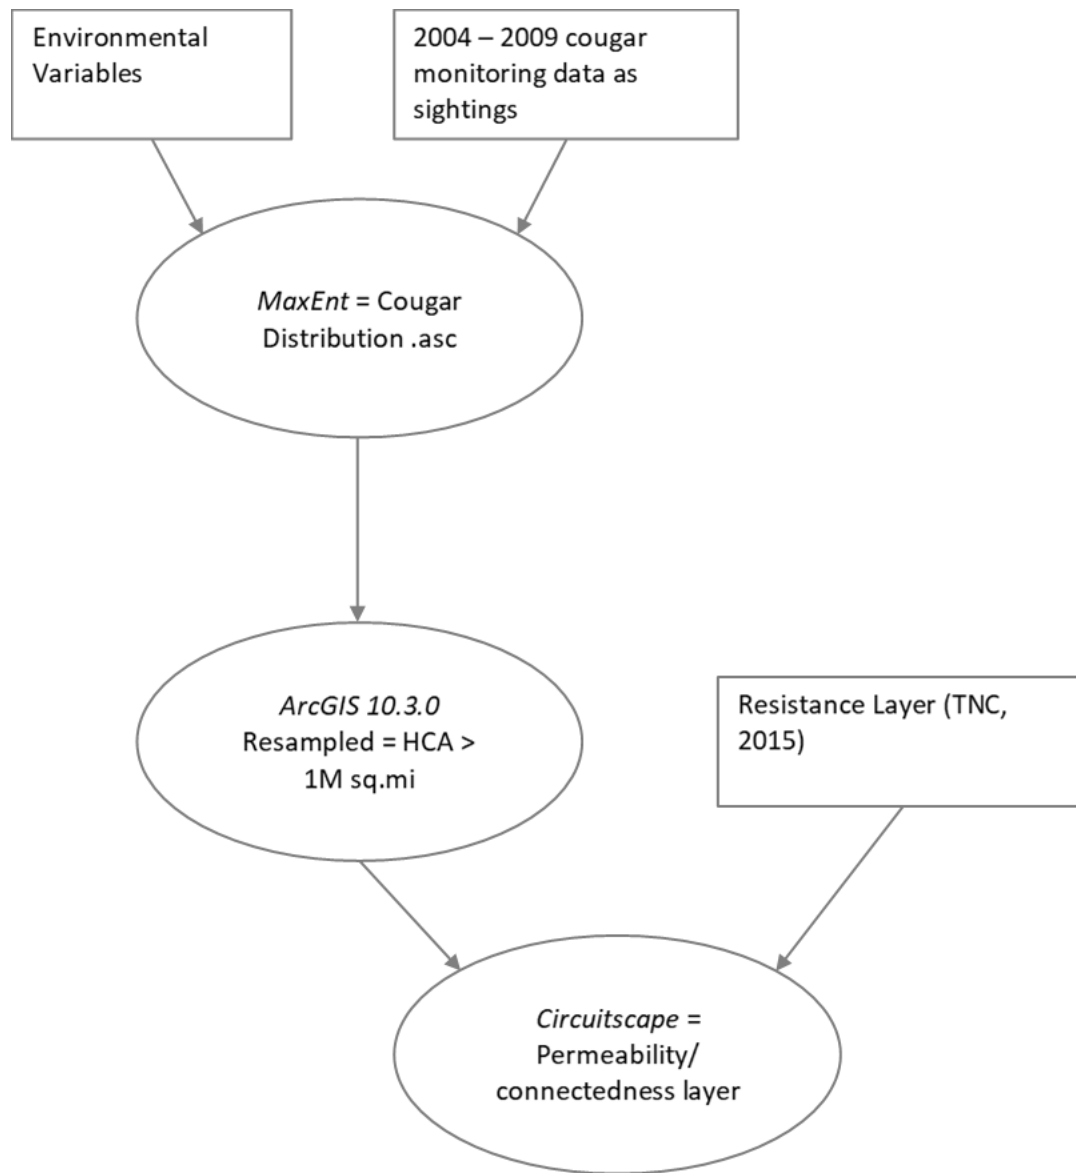 Environmental
Variables
2004 – 2009 cougar
monitoring data as
sightings
MaxEnt = Cougar
Distribution .asc
ArcGIS 10.3.0
Resampled = HCA >
1M sq.mi
Resistance Layer (TNC,
2015)
Circuitscape =
Permeability/
connectedness layer